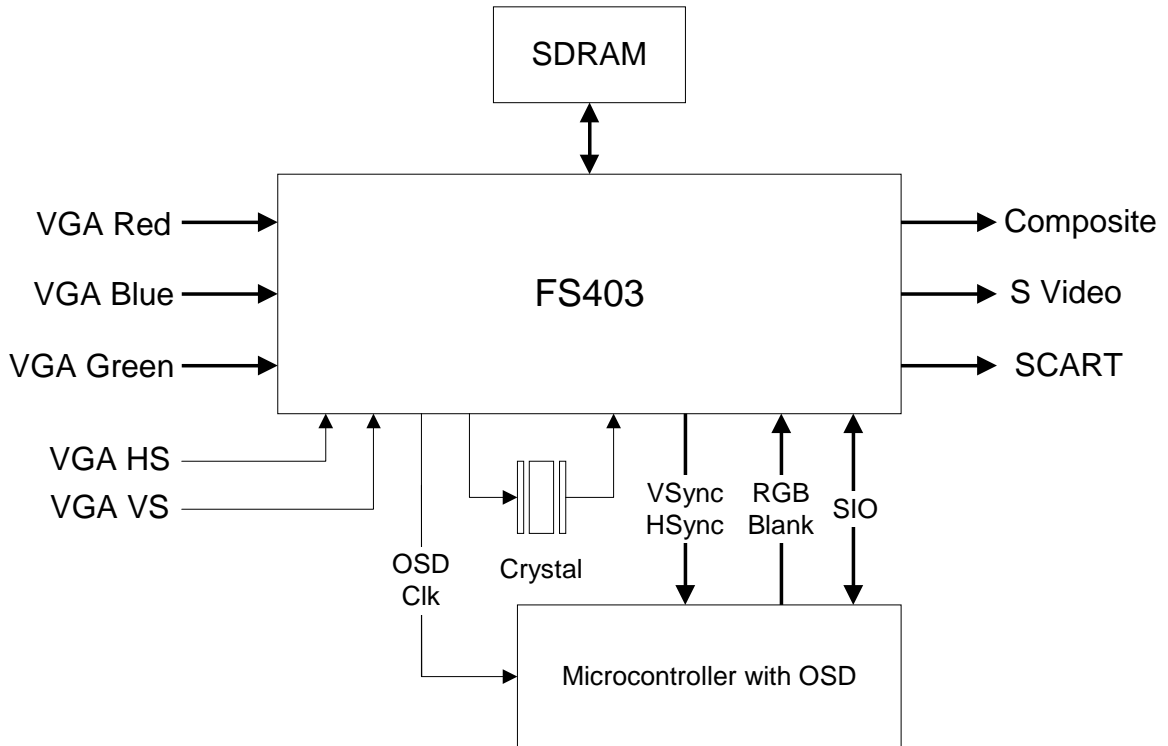 SDRAM
VGA Red
VGA Blue
VGA Green
FS403
Composite
S Video
SCART
VGA HS
VGA VS
OSD
Clk
Crystal
VSync
HSync
RGB
Blank
SIO
Microcontroller with OSD